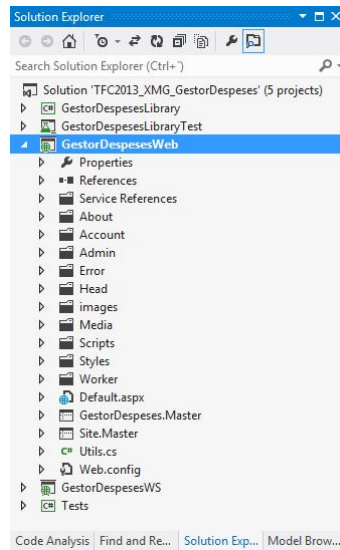 Solution Explorer
Search Solution Explorer (Ctrl+`)
Solution 'TFC2013_XMG_GestorDespeses' (5 projects)
C# GestorDespesesLibrary
GestorDespesesLibraryTest
GestorDespesesWeb
Properties
References
Service References
About
Account
Admin
Error
Head
images
Media
Scripts
Styles
Worker
Default.aspx
GestorDespeses.Master
Site.Master
C# Utils.cs
Web.config
GestorDespesesWS
C# Tests
Code Analysis Find and Re... Solution Exp... Model Brow...